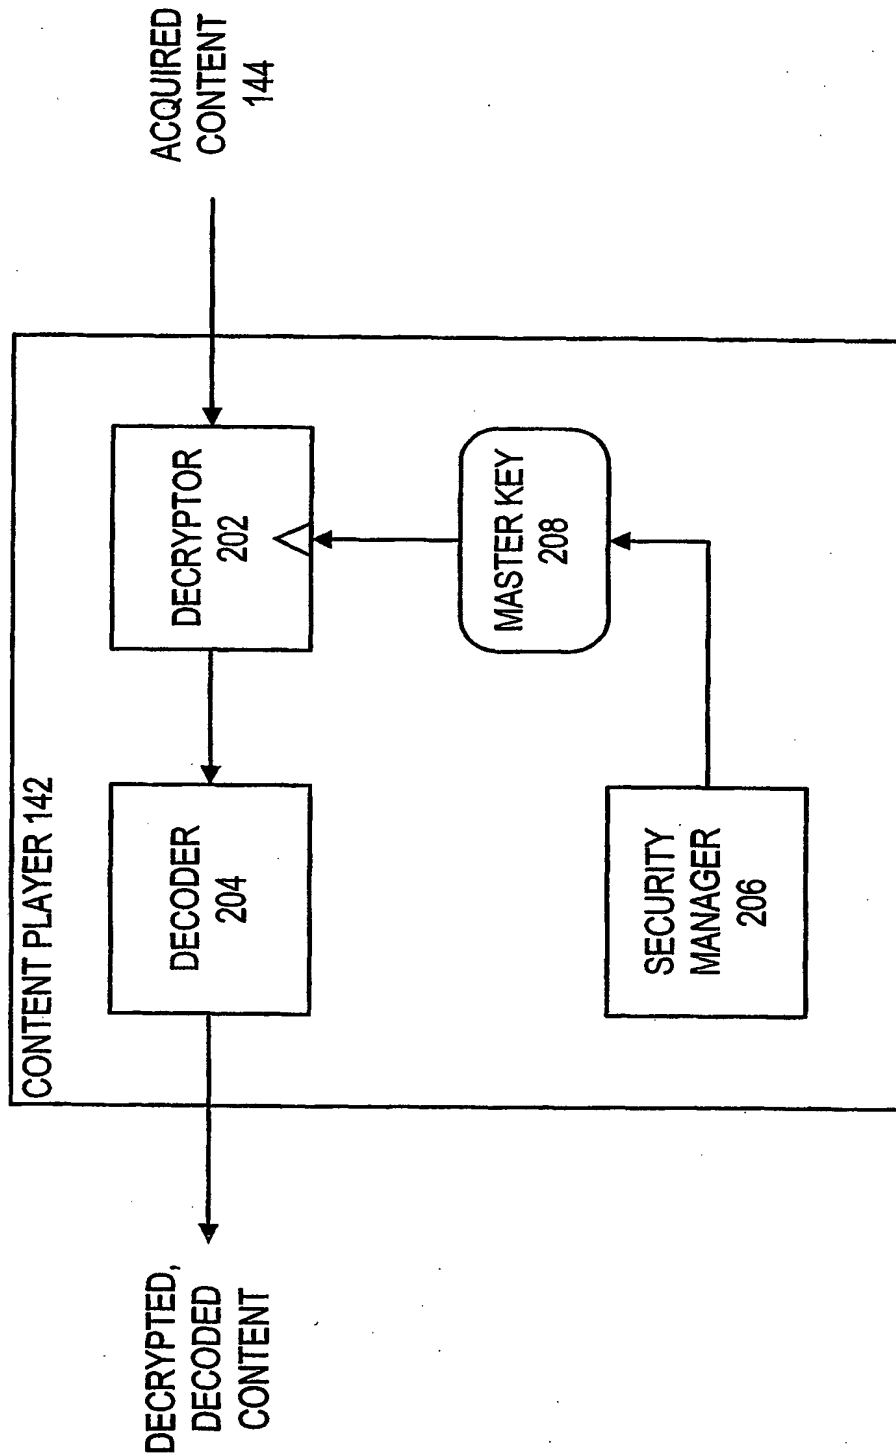 CONTENT PLAYER 142
DECRYPTED,
DECODED
CONTENT
DECODER
204
DECRYPTOR
202
ACQUIRED
CONTENT
144
SECURITY
MANAGER
206
MASTER KEY
208